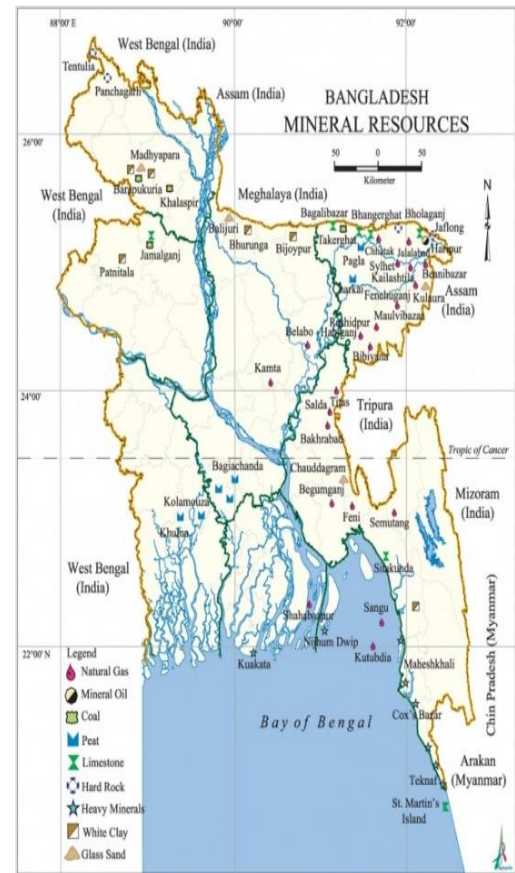 88°00' E
90°00'
92°00'
West Bengal (India)
Tentulia
Panchagarh
Assam (India)
BANGLADESH
MINERAL RESOURCES
26°00'
50
0
50
Kilometer
N
Madhyapara
West Bengal
(India)
Barapukuria
Khalaspir
Meghalaya (India)
Balijuri
Bhurunga
Bijoypur
Bagalibazar
Bhangerghat
Bholaganj
Takerghat
Jaflong
Chhatak
Jalalabad
Haripur
Pagla
Sylhet
Kailashtila
Beanibazar
Jamalganj
Patnitala
Fenchuganj
Kulaura
Assam
(India)
Maulvibazar
Rashidpur
Habiganj
Belabo
Bibiyana
24°00'
Kamta
Salda
Titas
Tripura
(India)
Bakhrabad
Tropic of Cancer
Bagiachanda
Chauddagram
Begumganj
Mizoram
(India)
Kolamouza
Khulna
Feni
Semutang
West Bengal
(India)
Sitakunda
Shahabazpur
Sangu
22°00' N
Nijhum Dwip
Kuakata
Kutubdia
Maheshkhali
Chin Pradesh (Myanmar)
Cox's Bazar
Bay of Bengal
Arakan
(Myanmar)
Teknaf
St. Martin's
Island
Legend
Natural Gas
Mineral Oil
Coal
Peat
Limestone
Hard Rock
Heavy Minerals
White Clay
Glass Sand